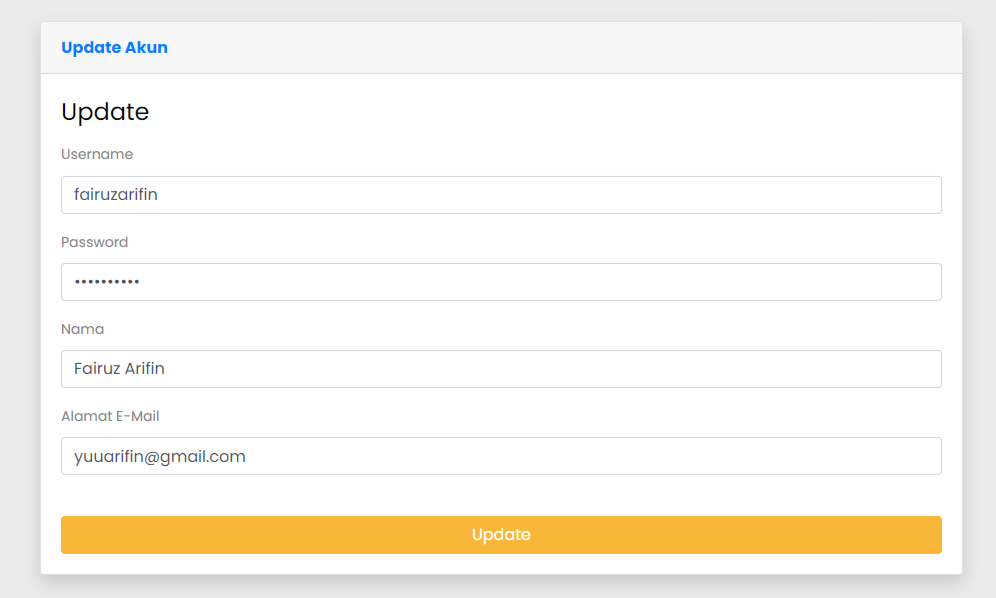 Update Akun
Update
Username
fairuzarifin
Password
••••••••••
Nama
Fairuz Arifin
Alamat E-Mail
yuuarifin@gmail.com
Update